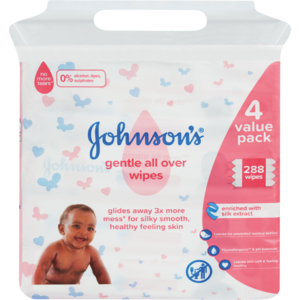 no
more
tears™
0% alcohol, dyes,
sulphates
4
value
pack
Johnson's
gentle all over
wipes
288
wipes
glides away 3x more
mess* for silky smooth,
healthy feeling skin
enriched with
silk extract